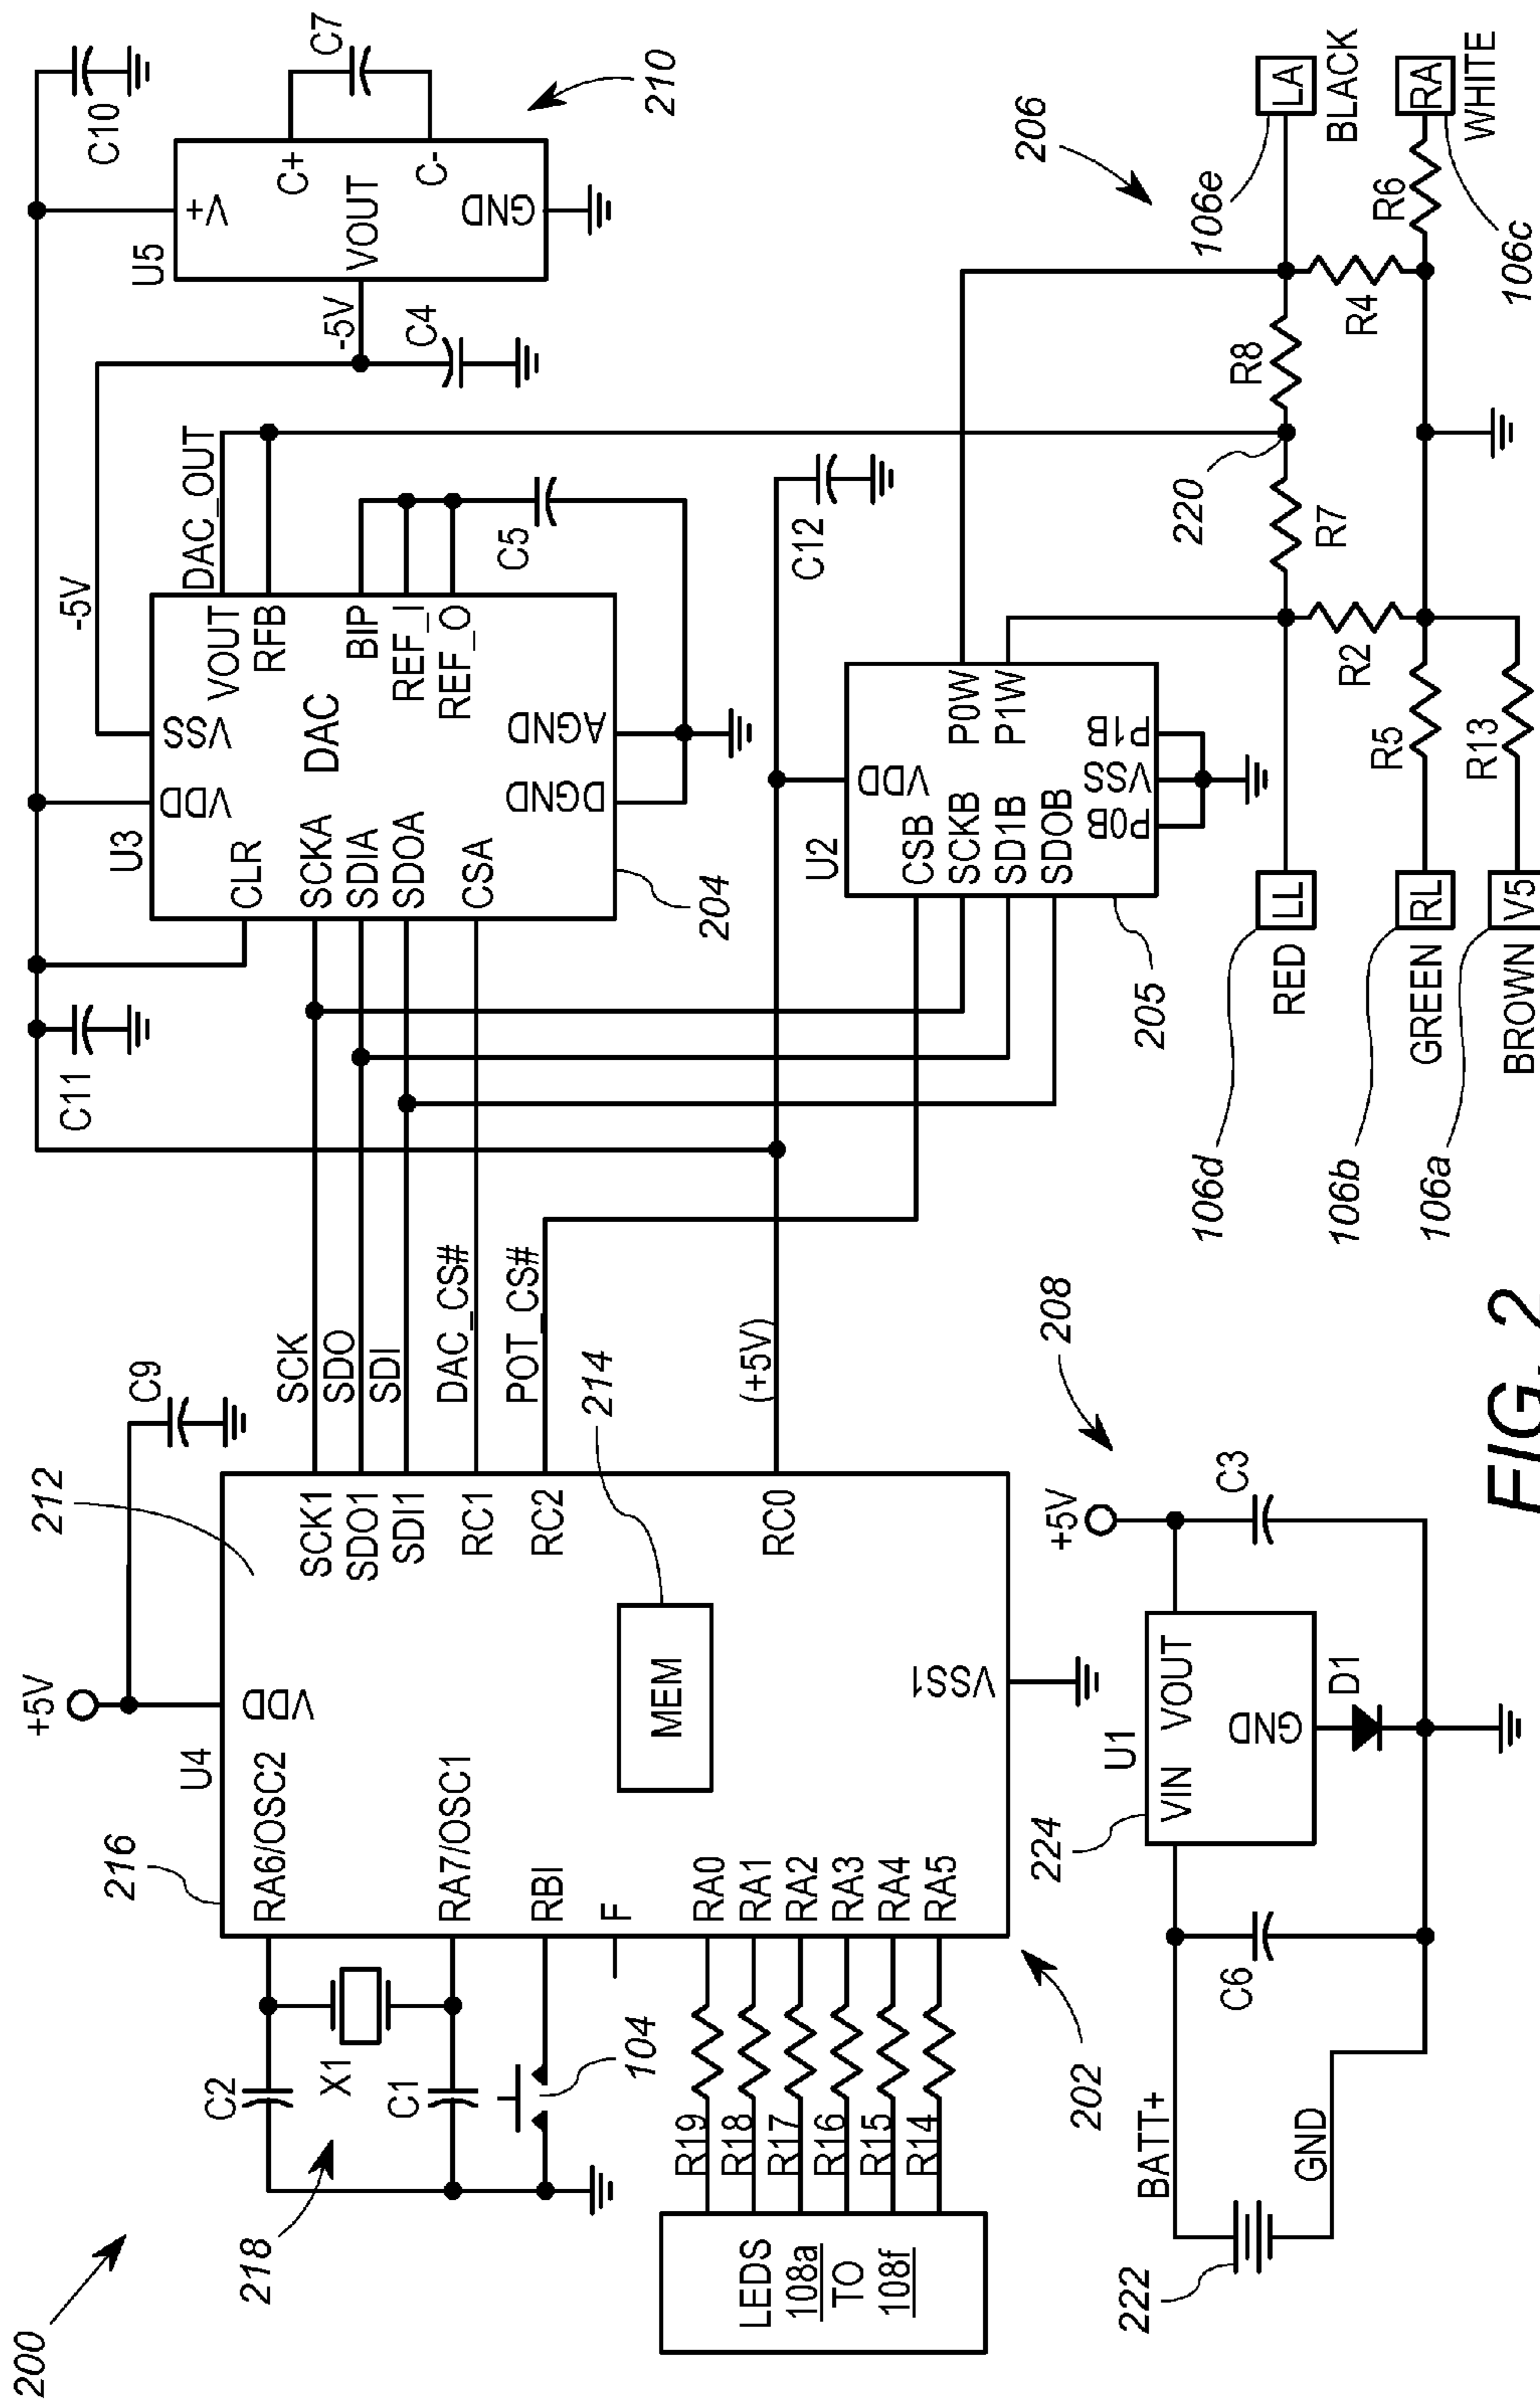 200
+5V
C9
212
216
U4
VDD
RA6/OSC2
RA7/OSC1
RBI
F
RA0
RA1
RA2
RA3
RA4
RA5
SCK1
SDO1
SDI1
RC1
RC2
RC0
MEM
214
VSS1
C2
X1
C1
218
104
R19
R18
R17
R16
R15
R14
LEDS
108a
TO
108f
202
SCK
SDO
SDI
DAC_CS#
POT_CS#
(+5V)
C11
U3
VDD
VSS
-5V
CLR
SCKA
SDIA
SDOA
CSA
DAC
VOUT
RFB
BIP
REF_I
REF_O
DGND
AGND
204
DAC_OUT
C5
C10
U5
V+
C+
VOUT
C-
GND
C7
-5V
C4
210
C12
U2
VDD
CSB
SCKB
SD1B
SDOB
P0W
P1W
P0B
VSS
P1B
205
206
220
106e
LA
BLACK
R8
R7
R4
R6
RA
WHITE
106c
R2
R5
R13
LL
RED
RL
GREEN
V5
BROWN
106d
106b
106a
222
BATT+
GND
C6
224
U1
VIN
VOUT
GND
D1
+5V
C3
208
FIG. 2